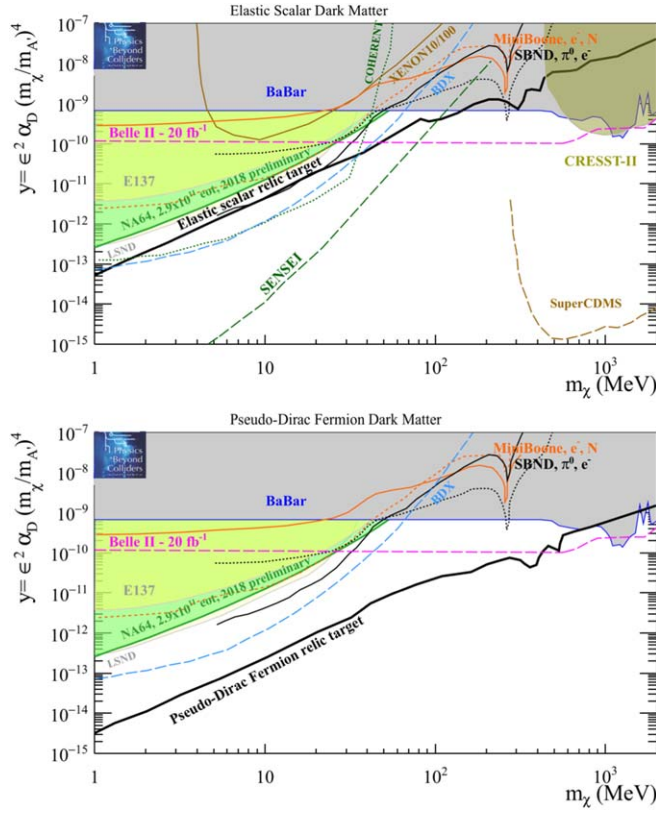 Elastic Scalar Dark Matter
Physics
Beyond
Colliders
y= ϵ² α_D (m_χ/m_A')⁴
10⁻⁷
10⁻⁸
10⁻⁹
10⁻¹⁰
10⁻¹¹
10⁻¹²
10⁻¹³
10⁻¹⁴
10⁻¹⁵
COHERENT
XENON10/100
MiniBoone, e⁻, N
SBND, π⁰, e⁻
BaBar
BDX
Belle II - 20 fb⁻¹
E137
NA64, 2.9x10¹¹ eot, 2018 preliminary
Elastic scalar relic target
CRESST-II
LSND
SENSEI
SuperCDMS
1 10 10² 10³
m_χ (MeV)
Pseudo-Dirac Fermion Dark Matter
Physics
Beyond
Colliders
y= ϵ² α_D (m_χ/m_A')⁴
10⁻⁷
10⁻⁸
10⁻⁹
10⁻¹⁰
10⁻¹¹
10⁻¹²
10⁻¹³
10⁻¹⁴
10⁻¹⁵
MiniBoone, e⁻, N
SBND, π⁰, e⁻
BaBar
BDX
Belle II - 20 fb⁻¹
E137
NA64, 2.9x10¹¹ eot, 2018 preliminary
LSND
Pseudo-Dirac Fermion relic target
1 10 10² 10³
m_χ (MeV)